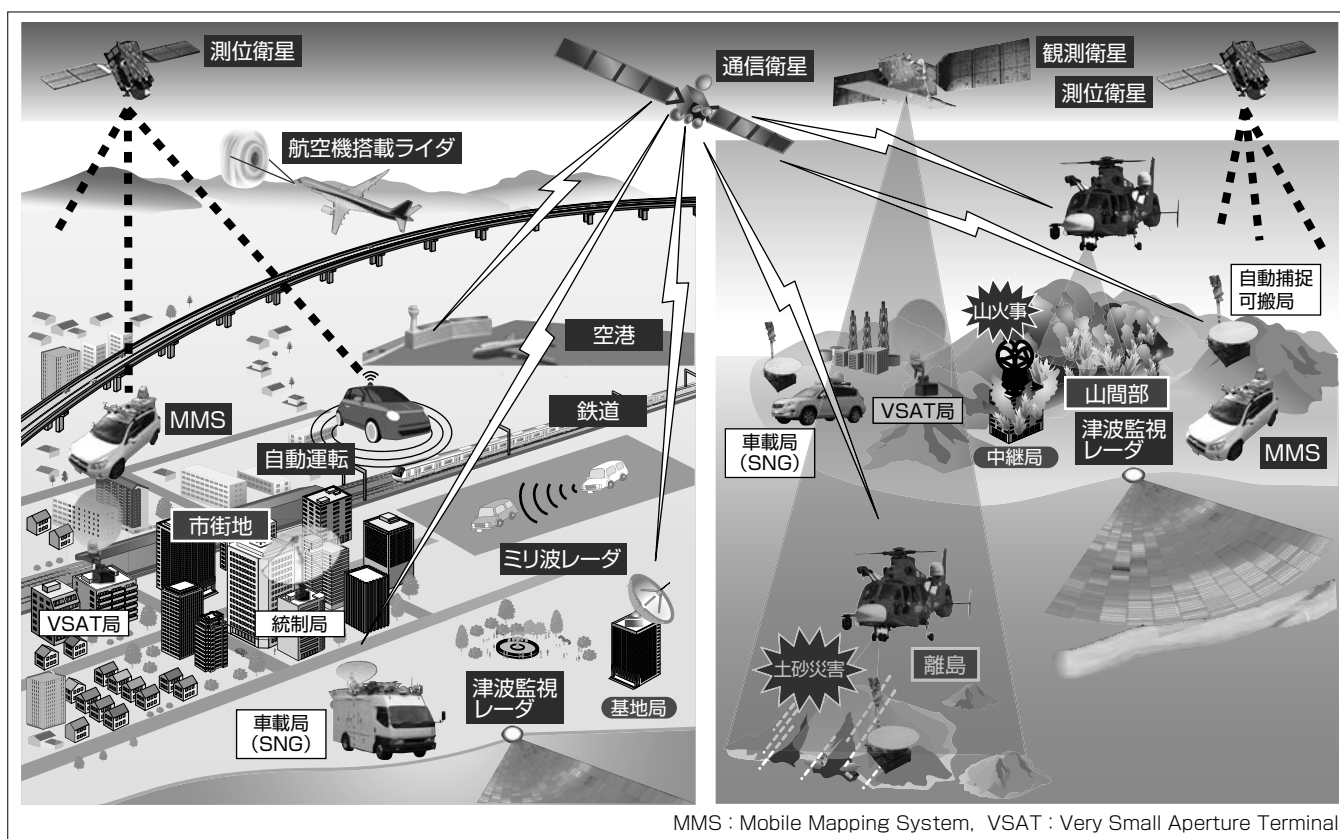 測位衛星
通信衛星
観測衛星
測位衛星
航空機搭載ライダ
自動捕捉
可搬局
山火事
空港
鉄道
MMS
自動運転
VSAT局
山間部
車載局
(SNG)
中継局
津波監視
レーダ
MMS
市街地
ミリ波レーダ
VSAT局
統制局
土砂災害
離島
津波監視
レーダ
基地局
車載局
(SNG)
MMS:Mobile Mapping System, VSAT:Very Small Aperture Terminal